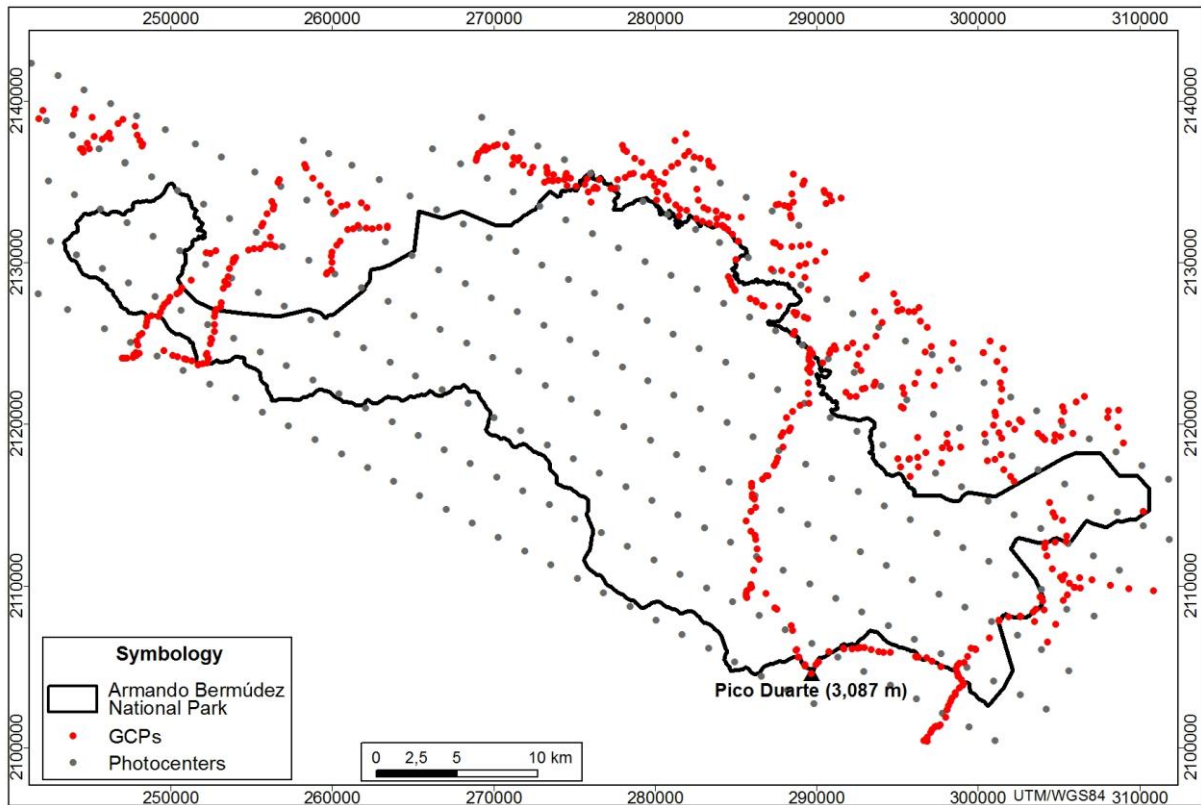 250000 260000 270000 280000 290000 300000 310000
2140000 2140000
2130000 2130000
2120000 2120000
2110000 2110000
2100000 2100000
Pico Duarte (3,087 m)
Symbology
Armando Bermúdez
National Park
GCPs
Photocenters
0 2,5 5 10 km
UTM/WGS84
250000 260000 270000 280000 290000 300000 310000